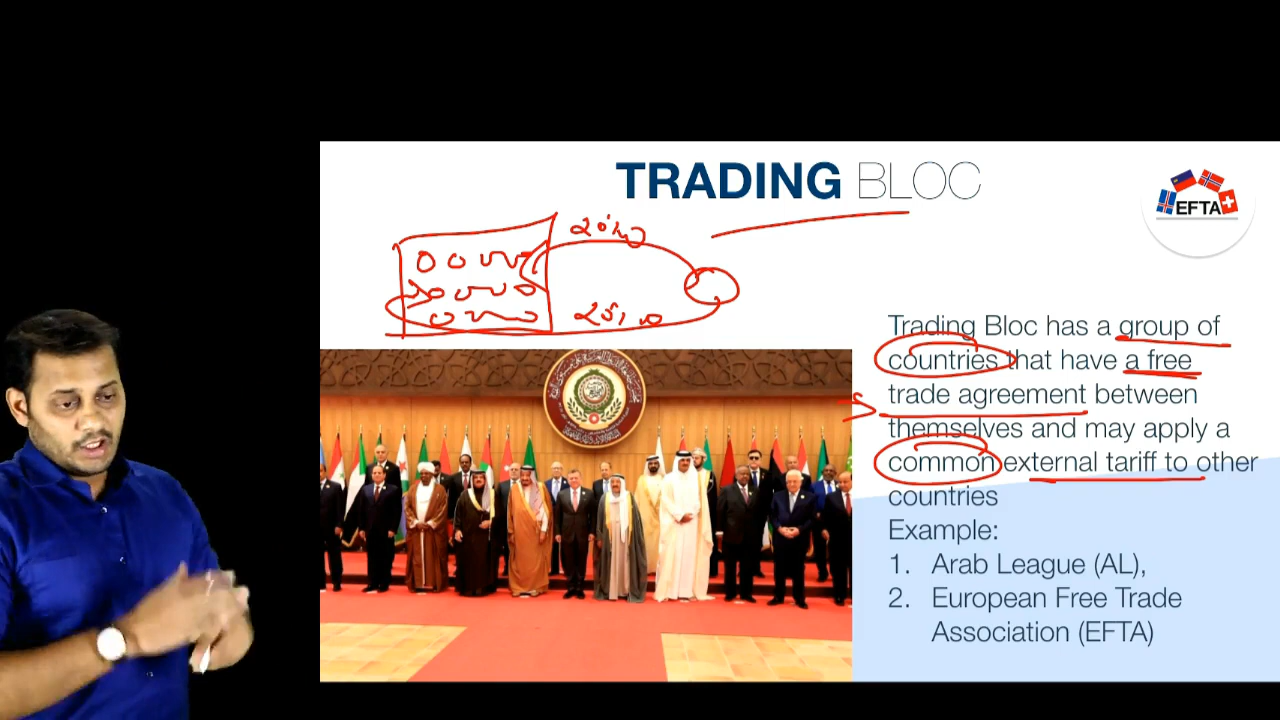 TRADING BLOC
EFTA
Trading Bloc has a group of
countries that have a free
trade agreement between
themselves and may apply a
common external tariff to other
countries
Example:
1. Arab League (AL),
2. European Free Trade
Association (EFTA)